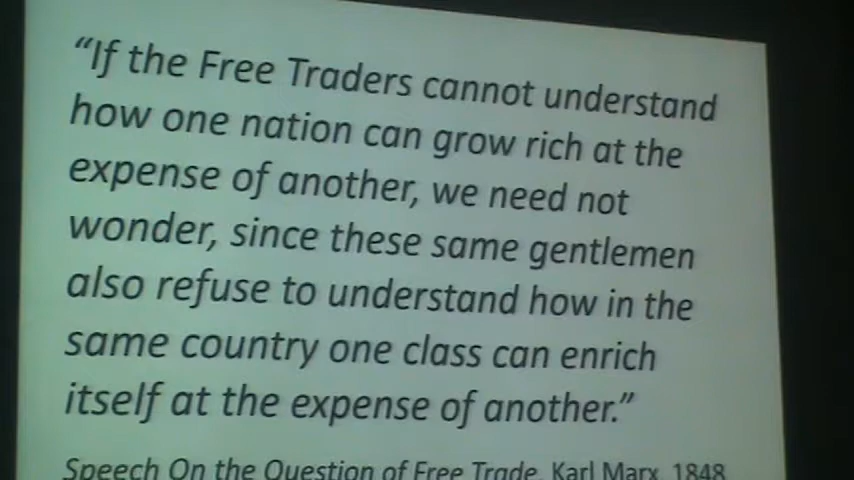 “If the Free Traders cannot understand
how one nation can grow rich at the
expense of another, we need not
wonder, since these same gentlemen
also refuse to understand how in the
same country one class can enrich
itself at the expense of another.”
Speech On the Question of Free Trade, Karl Marx, 1848